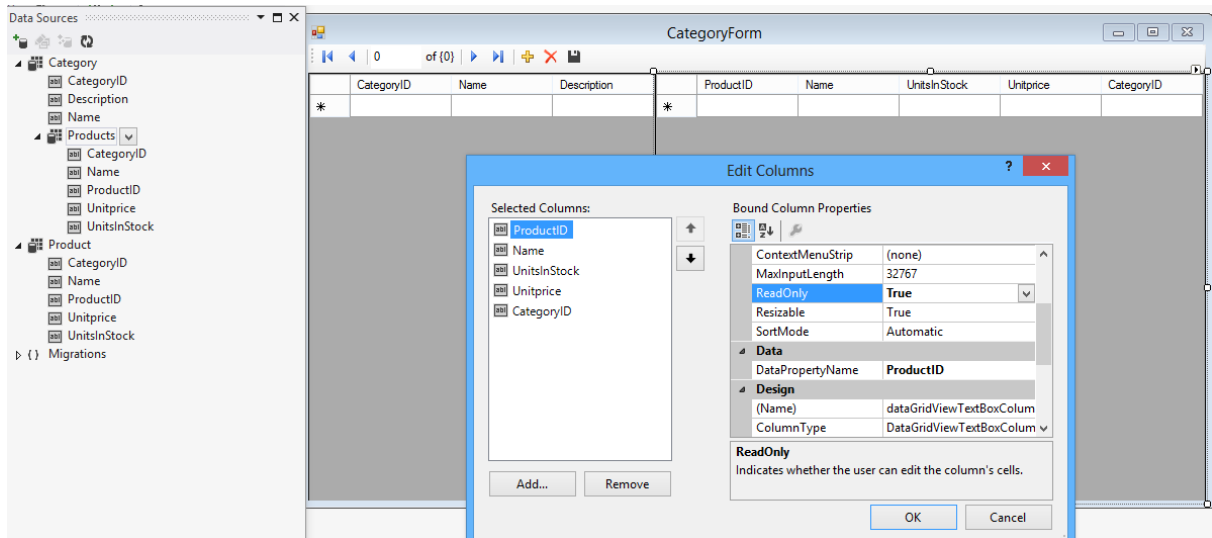 Data Sources
Category
CategoryID
Description
Name
Products
CategoryID
Name
ProductID
Unitprice
UnitsInStock
Product
CategoryID
Name
ProductID
Unitprice
UnitsInStock
{ } Migrations
CategoryForm
0 of {0}
CategoryID Name Description
ProductID Name UnitsInStock Unitprice CategoryID
Edit Columns ?
Selected Columns:
ProductID
Name
UnitsInStock
Unitprice
CategoryID
Add... Remove
Bound Column Properties
ContextMenuStrip (none)
MaxInputLength 32767
ReadOnly True
Resizable True
SortMode Automatic
Data
DataPropertyName ProductID
Design
(Name) dataGridViewTextBoxColum
ColumnType DataGridViewTextBoxColum
ReadOnly
Indicates whether the user can edit the column's cells.
OK Cancel